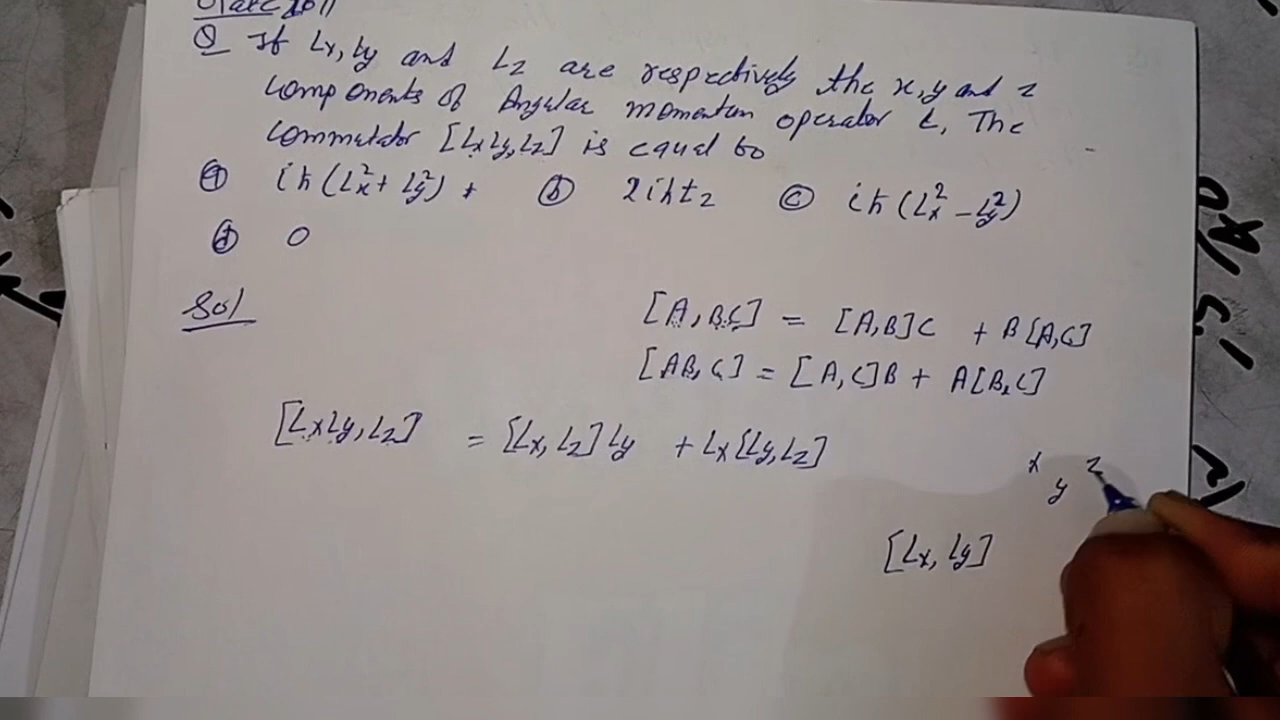 Q If Lx, Ly and Lz are respectively the x, y and z
components of Angular momentum operator L, The
commutator [LxLy, Lz] is equal to
ⓐ iħ(Lx² + Ly²) ⓑ 2iħLz ⓒ iħ(Lx² - Ly²)
ⓓ 0
Sol
[A, BC] = [A,B]C + B[A,C]
[AB, C] = [A,C]B + A[B,C]
[LxLy, Lz] = [Lx, Lz]Ly + Lx[Ly, Lz]
x y z
[Lx, Ly]